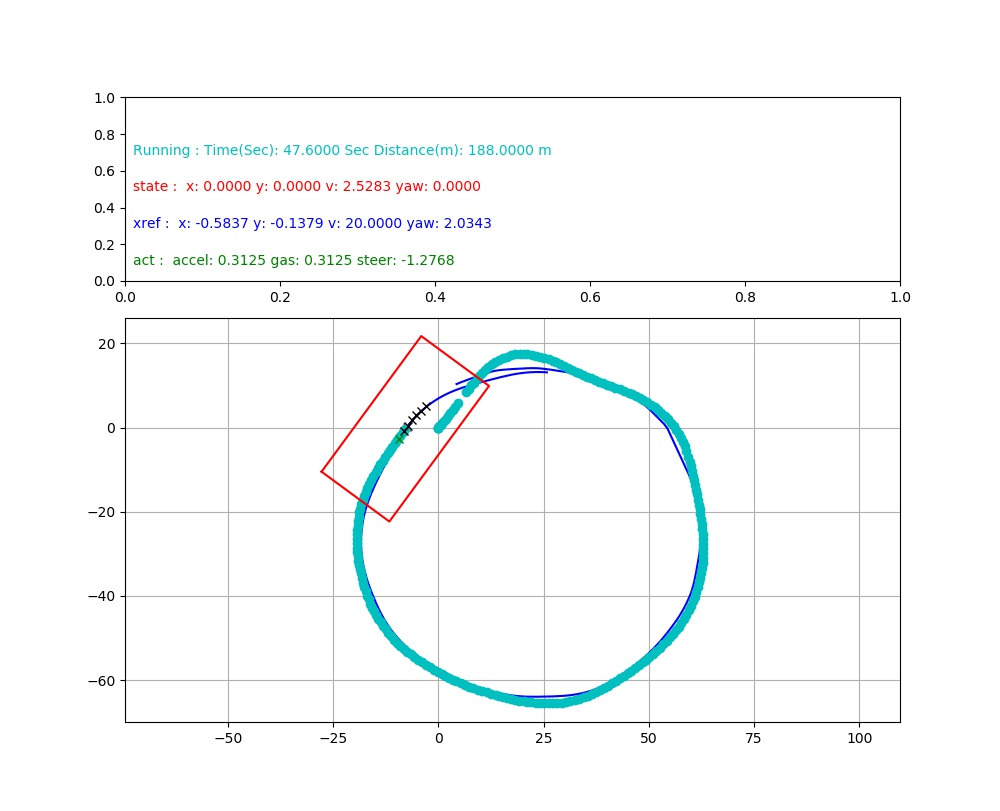 1.0
0.8
Running : Time(Sec): 47.6000 Sec Distance(m): 188.0000 m
0.6
state :  x: 0.0000 y: 0.0000 v: 2.5283 yaw: 0.0000
0.4
xref :  x: -0.5837 y: -0.1379 v: 20.0000 yaw: 2.0343
0.2
act :  accel: 0.3125 gas: 0.3125 steer: -1.2768
0.0
0.0 0.2 0.4 0.6 0.8 1.0
20
0
−20
−40
−60
−50 −25 0 25 50 75 100